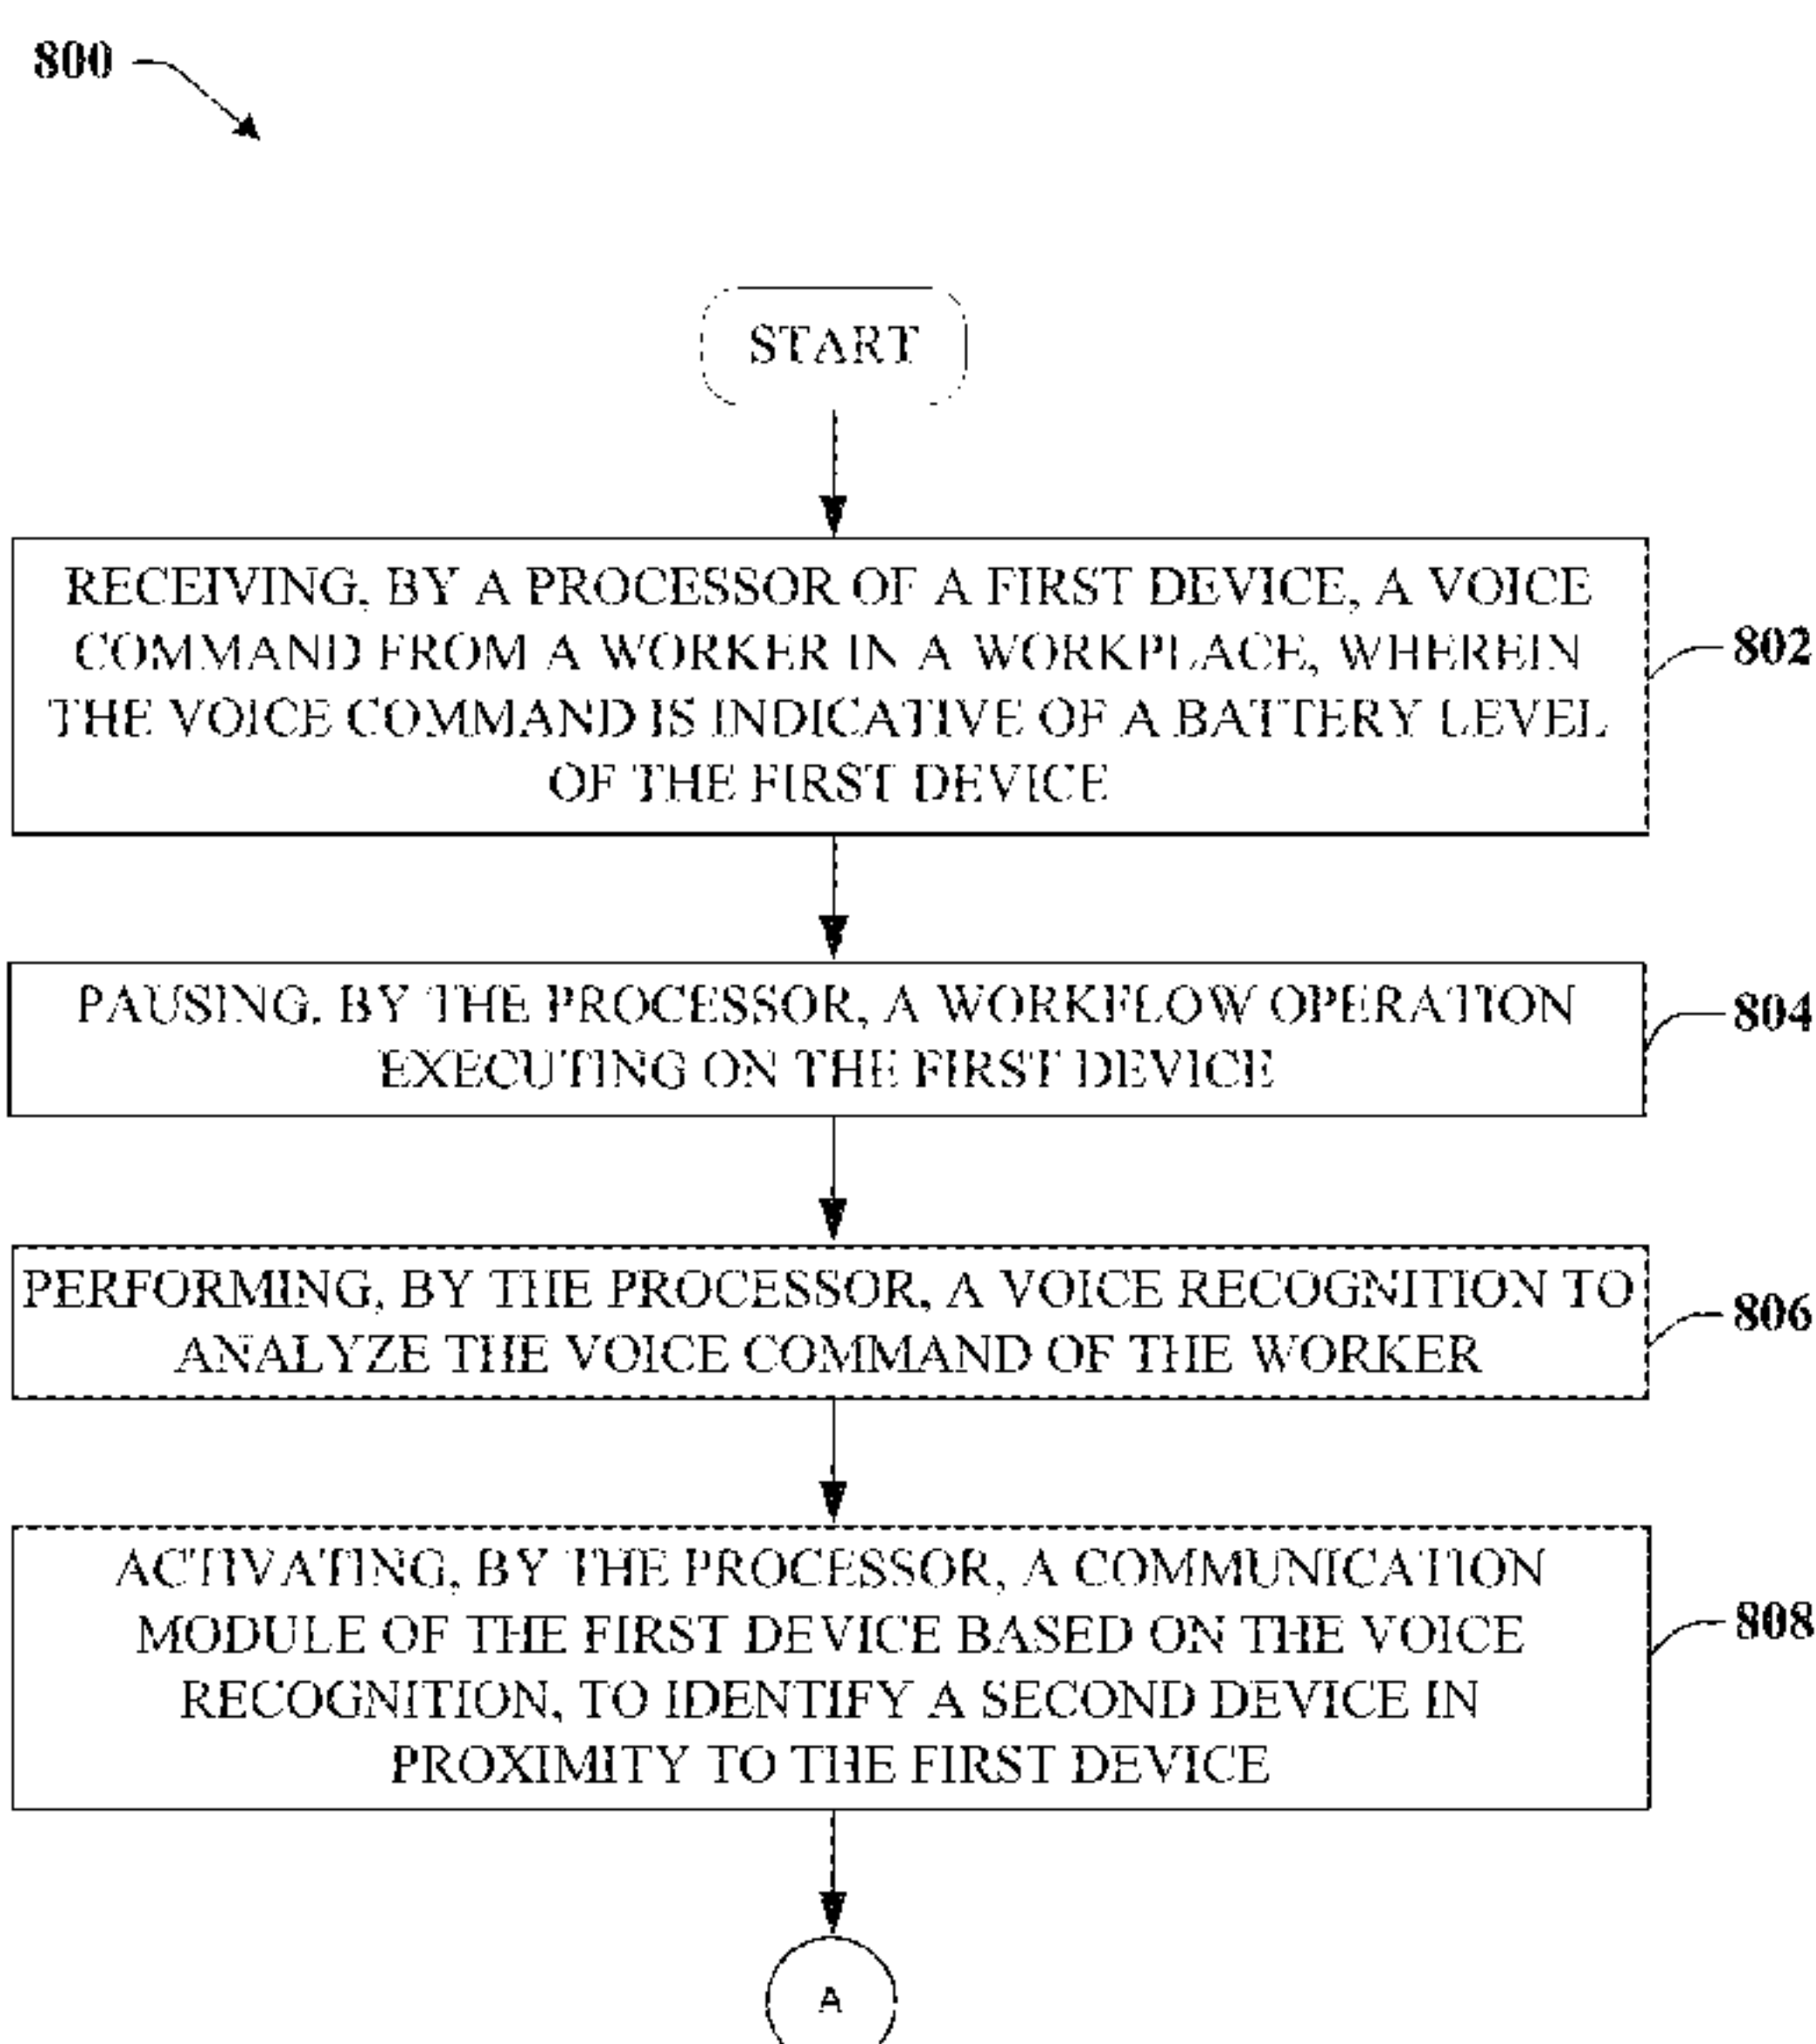 800
START
RECEIVING, BY A PROCESSOR OF A FIRST DEVICE, A VOICE
COMMAND FROM A WORKER IN A WORKPLACE, WHEREIN
THE VOICE COMMAND IS INDICATIVE OF A BATTERY LEVEL
OF THE FIRST DEVICE
802
PAUSING, BY THE PROCESSOR, A WORKFLOW OPERATION
EXECUTING ON THE FIRST DEVICE
804
PERFORMING, BY THE PROCESSOR, A VOICE RECOGNITION TO
ANALYZE THE VOICE COMMAND OF THE WORKER
806
ACTIVATING, BY THE PROCESSOR, A COMMUNICATION
MODULE OF THE FIRST DEVICE BASED ON THE VOICE
RECOGNITION, TO IDENTIFY A SECOND DEVICE IN
PROXIMITY TO THE FIRST DEVICE
808
A